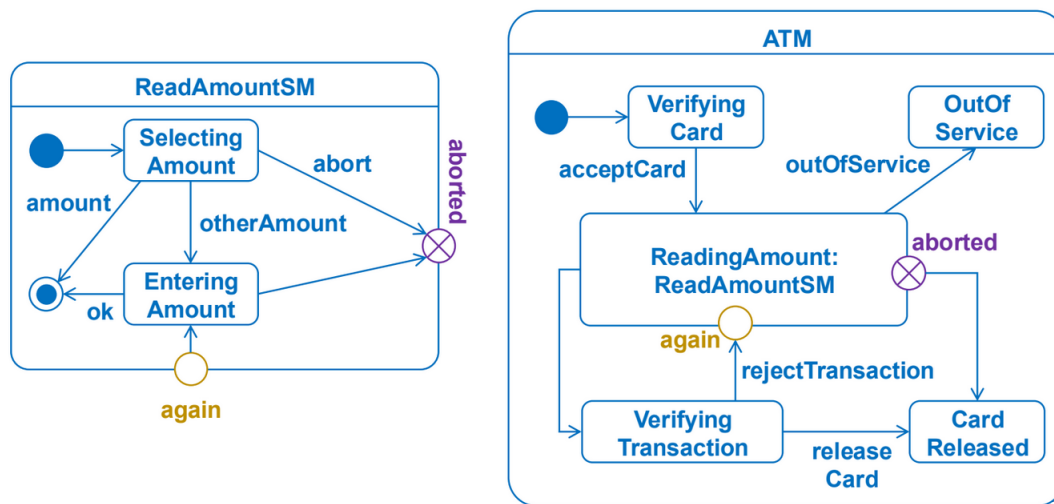 ReadAmountSM
Selecting
Amount
abort
aborted
amount
otherAmount
Entering
Amount
ok
again
ATM
Verifying
Card
OutOf
Service
acceptCard
outOfService
ReadingAmount:
ReadAmountSM
aborted
again
rejectTransaction
Verifying
Transaction
release
Card
Card
Released